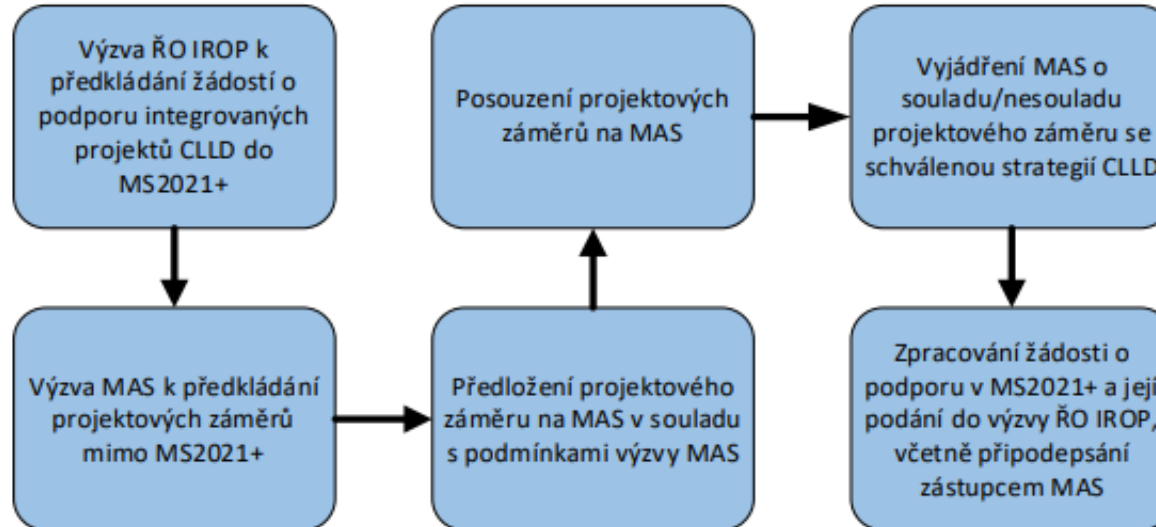 Výzva ŘO IROP k
předkládání žádostí o
podporu integrovaných
projektů CLLD do
MS2021+
Výzva MAS k předkládání
projektových záměrů
mimo MS2021+
Předložení projektového
záměru na MAS v souladu
s podmínkami výzvy MAS
Posouzení projektových
záměrů na MAS
Vyjádření MAS o
souladu/nesouladu
projektového záměru se
schválenou strategií CLLD
Zpracování žádosti o
podporu v MS2021+ a její
podání do výzvy ŘO IROP,
včetně připodepsání
zástupcem MAS